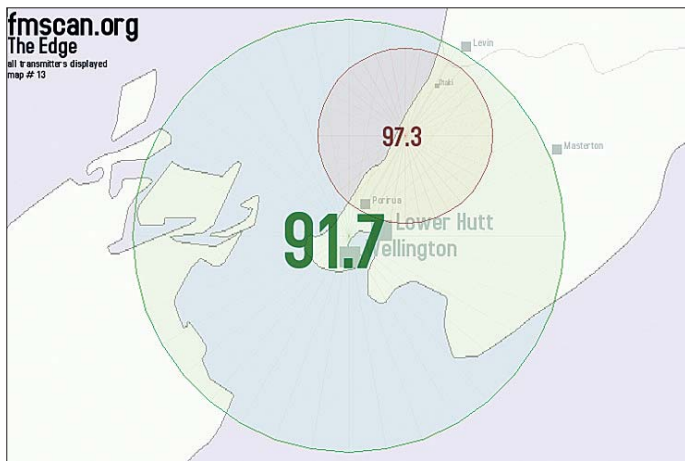 fmscan.org
The Edge
all transmitters displayed
map # 13
Levin
Otaki
97.3
Masterton
Porirua
91.7
Lower Hutt
Wellington